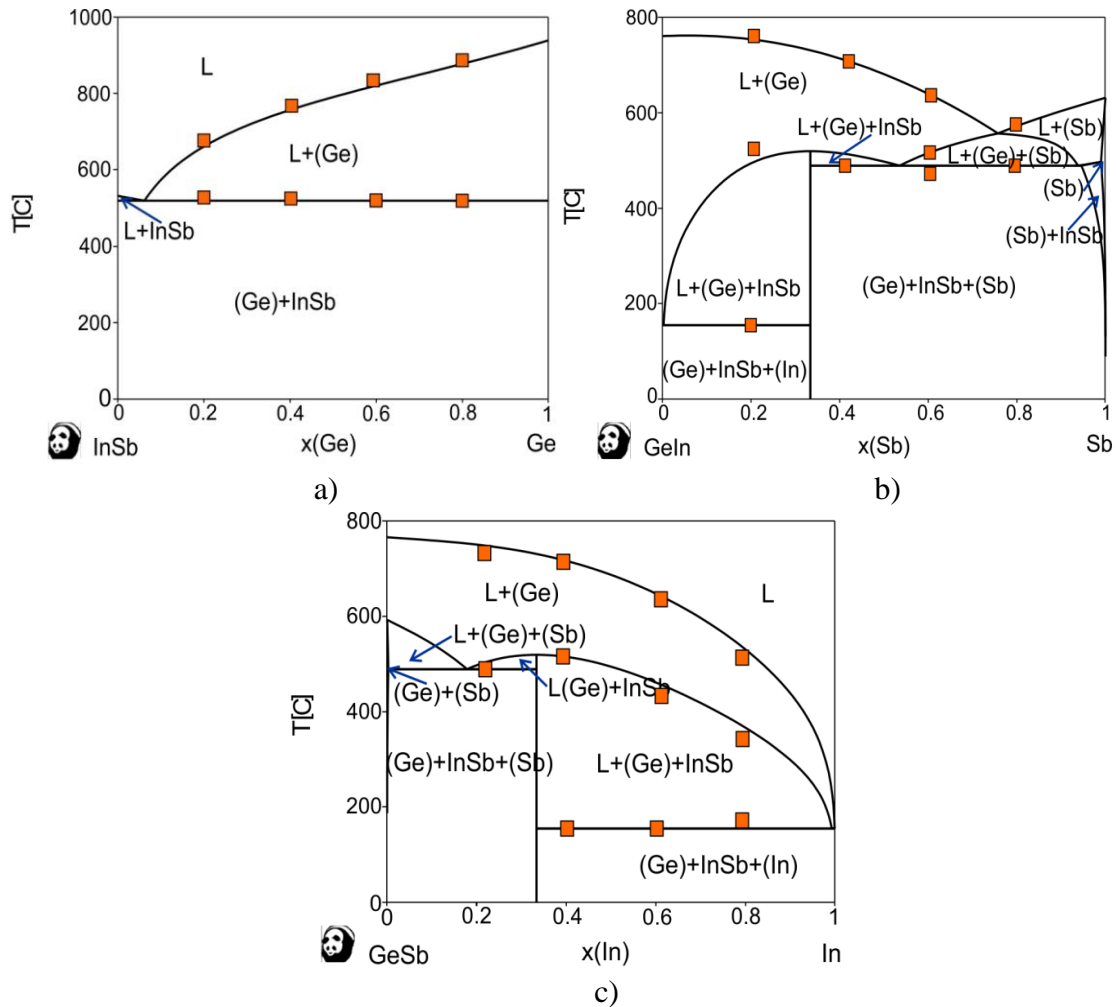 1000
800
600
400
200
0
T[C]
L
L+(Ge)
L+InSb
(Ge)+InSb
0 0.2 0.4 0.6 0.8 1
InSb x(Ge) Ge
a)
800
600
400
200
0
T[C]
L+(Ge)
L+(Ge)+InSb
L+(Sb)
L+(Ge)+(Sb)
(Sb)
(Sb)+InSb
L+(Ge)+InSb
(Ge)+InSb+(Sb)
(Ge)+InSb+(In)
0 0.2 0.4 0.6 0.8 1
GeIn x(Sb) Sb
b)
800
600
400
200
0
T[C]
L+(Ge)
L
L+(Ge)+(Sb)
(Ge)+(Sb)
L(Ge)+InSb
(Ge)+InSb+(Sb)
L+(Ge)+InSb
(Ge)+InSb+(In)
0 0.2 0.4 0.6 0.8 1
GeSb x(In) In
c)